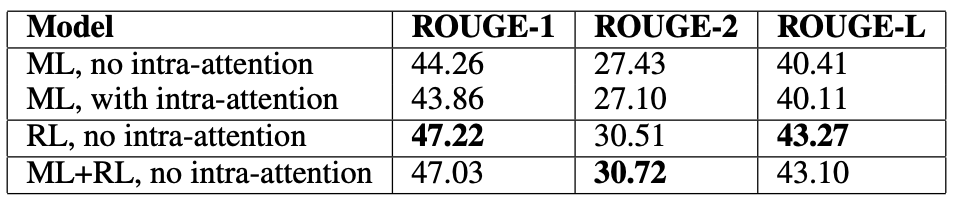 Model ROUGE-1 ROUGE-2 ROUGE-L
ML, no intra-attention 44.26 27.43 40.41
ML, with intra-attention 43.86 27.10 40.11
RL, no intra-attention 47.22 30.51 43.27
ML+RL, no intra-attention 47.03 30.72 43.10